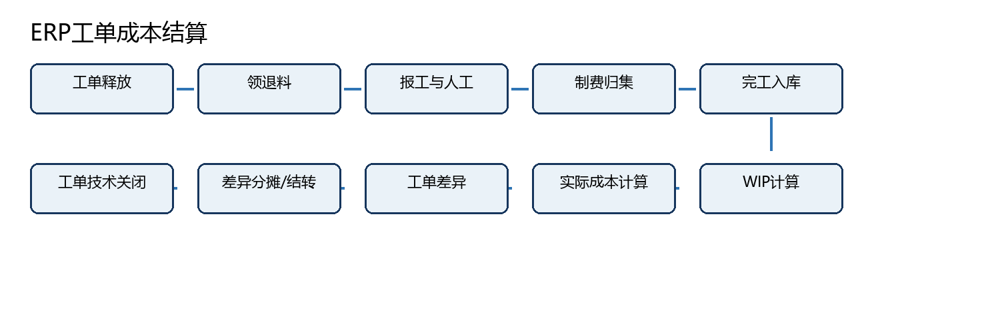 ERP工单成本结算
工单释放
领退料
报工与人工
制费归集
完工入库
工单技术关闭
差异分摊/结转
工单差异
实际成本计算
WIP计算